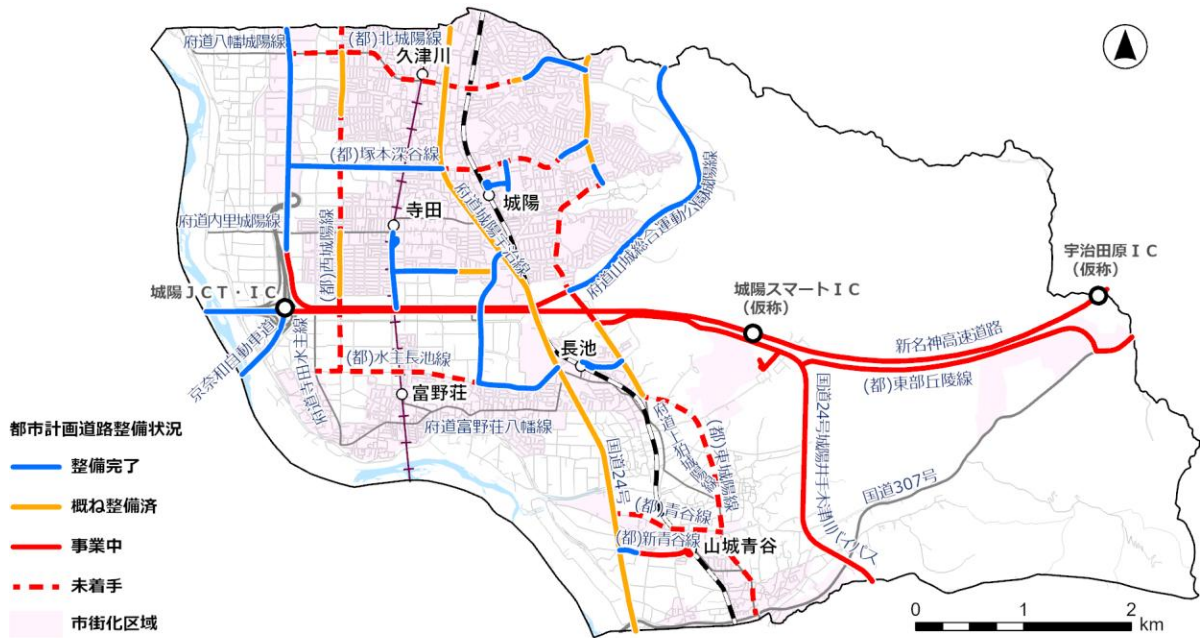 府道八幡城陽線
(都)北城陽線
久津川
(都)塚本深谷線
城陽
府道内里城陽線
寺田
(都)西城陽線
府道城陽宇治線
府道山城総合運動公園城陽線
宇治田原IC
(仮称)
城陽JCT・IC
城陽スマートIC
(仮称)
新名神高速道路
京奈和自動車道
府道寺田水主線
(都)水主長池線
長池
(都)東部丘陵線
富野荘
府道富野荘八幡線
国道24号
府道上狛城陽線
(都)東城陽線
国道24号城陽井手木津川バイパス
国道307号
(都)青谷線
(都)新青谷線
山城青谷
都市計画道路整備状況
整備完了
概ね整備済
事業中
未着手
市街化区域
0 1 2
km